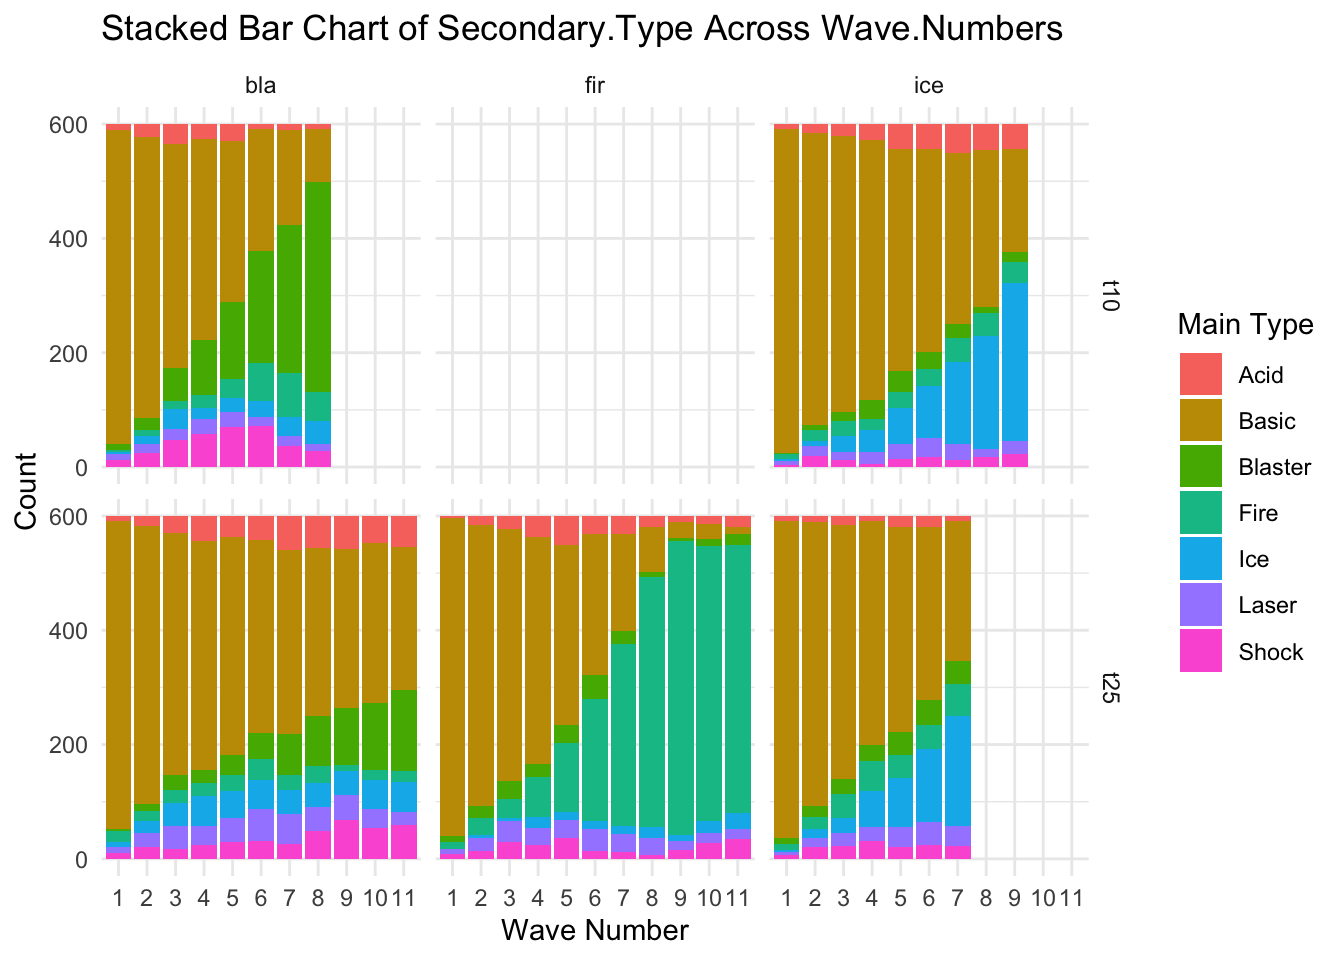 Stacked Bar Chart of Secondary.Type Across Wave.Numbers
bla
fir
ice
600
400
200
0
t10
Count
600
400
200
0
t25
1 2 3 4 5 6 7 8 9 10 11
1 2 3 4 5 6 7 8 9 10 11
1 2 3 4 5 6 7 8 9 10 11
Wave Number
Main Type
Acid
Basic
Blaster
Fire
Ice
Laser
Shock